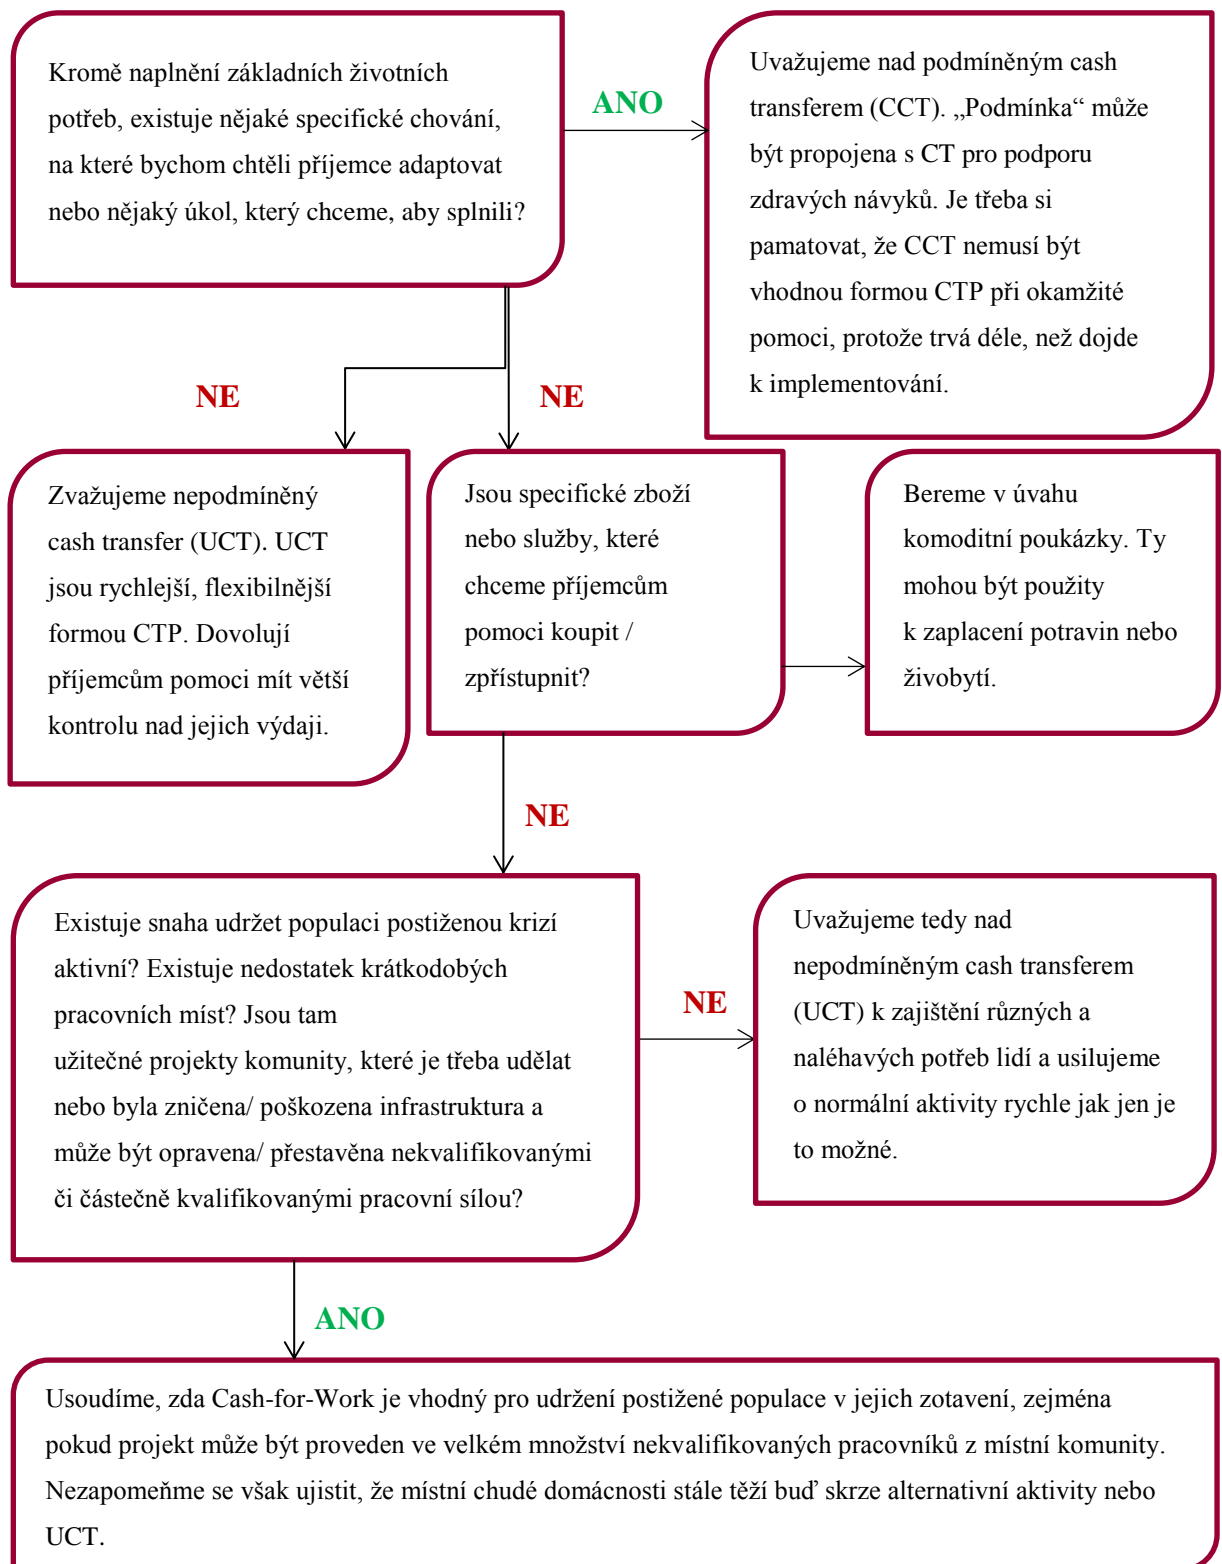 Kromě naplnění základních životních
potřeb, existuje nějaké specifické chování,
na které bychom chtěli příjemce adaptovat
nebo nějaký úkol, který chceme, aby splnili?
ANO
Uvažujeme nad podmíněným cash
transferem (CCT). „Podmínka“ může
být propojena s CT pro podporu
zdravých návyků. Je třeba si
pamatovat, že CCT nemusí být
vhodnou formou CTP při okamžité
pomoci, protože trvá déle, než dojde
k implementování.
NE
NE
Zvažujeme nepodmíněný
cash transfer (UCT). UCT
jsou rychlejší, flexibilnější
formou CTP. Dovolují
příjemcům pomoci mít větší
kontrolu nad jejich výdaji.
Jsou specifické zboží
nebo služby, které
chceme příjemcům
pomoci koupit /
zpřístupnit?
Bereme v úvahu
komoditní poukázky. Ty
mohou být použity
k zaplacení potravin nebo
živobytí.
NE
Existuje snaha udržet populaci postiženou krizí
aktivní? Existuje nedostatek krátkodobých
pracovních míst? Jsou tam
užitečné projekty komunity, které je třeba udělat
nebo byla zničena/ poškozena infrastruktura a
může být opravena/ přestavěna nekvalifikovanými
či částečně kvalifikovanými pracovní sílou?
NE
Uvažujeme tedy nad
nepodmíněným cash transferem
(UCT) k zajištění různých a
naléhavých potřeb lidí a usilujeme
o normální aktivity rychle jak jen je
to možné.
ANO
Usoudíme, zda Cash-for-Work je vhodný pro udržení postižené populace v jejich zotavení, zejména
pokud projekt může být proveden ve velkém množství nekvalifikovaných pracovníků z místní komunity.
Nezapomeňme se však ujistit, že místní chudé domácnosti stále těží buď skrze alternativní aktivity nebo
UCT.